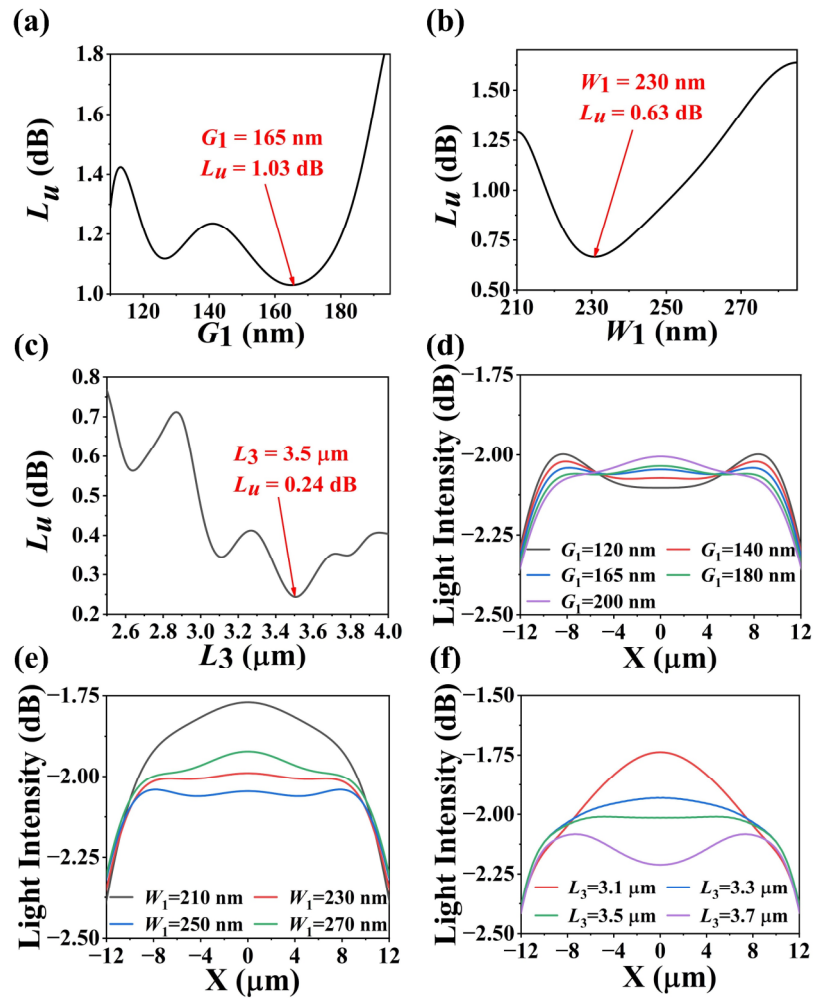 (a)
1.8
1.6
1.4
1.2
1.0
Lu (dB)
G1 = 165 nm
Lu = 1.03 dB
120 140 160 180
G1 (nm)
(b)
1.50
1.25
1.00
0.75
0.50
Lu (dB)
W1 = 230 nm
Lu = 0.63 dB
210 230 250 270
W1 (nm)
(c)
0.8
0.7
0.6
0.5
0.4
0.3
0.2
Lu (dB)
L3 = 3.5 μm
Lu = 0.24 dB
2.6 2.8 3.0 3.2 3.4 3.6 3.8 4.0
L3 (μm)
(d)
−1.75
−2.00
−2.25
−2.50
Light Intensity (dB)
G1=120 nm G1=140 nm
G1=165 nm G1=180 nm
G1=200 nm
−12 −8 −4 0 4 8 12
X (μm)
(e)
−1.75
−2.00
−2.25
−2.50
Light Intensity (dB)
W1=210 nm W1=230 nm
W1=250 nm W1=270 nm
−12 −8 −4 0 4 8 12
X (μm)
(f)
−1.50
−1.75
−2.00
−2.25
−2.50
Light Intensity (dB)
L3=3.1 μm L3=3.3 μm
L3=3.5 μm L3=3.7 μm
−12 −8 −4 0 4 8 12
X (μm)